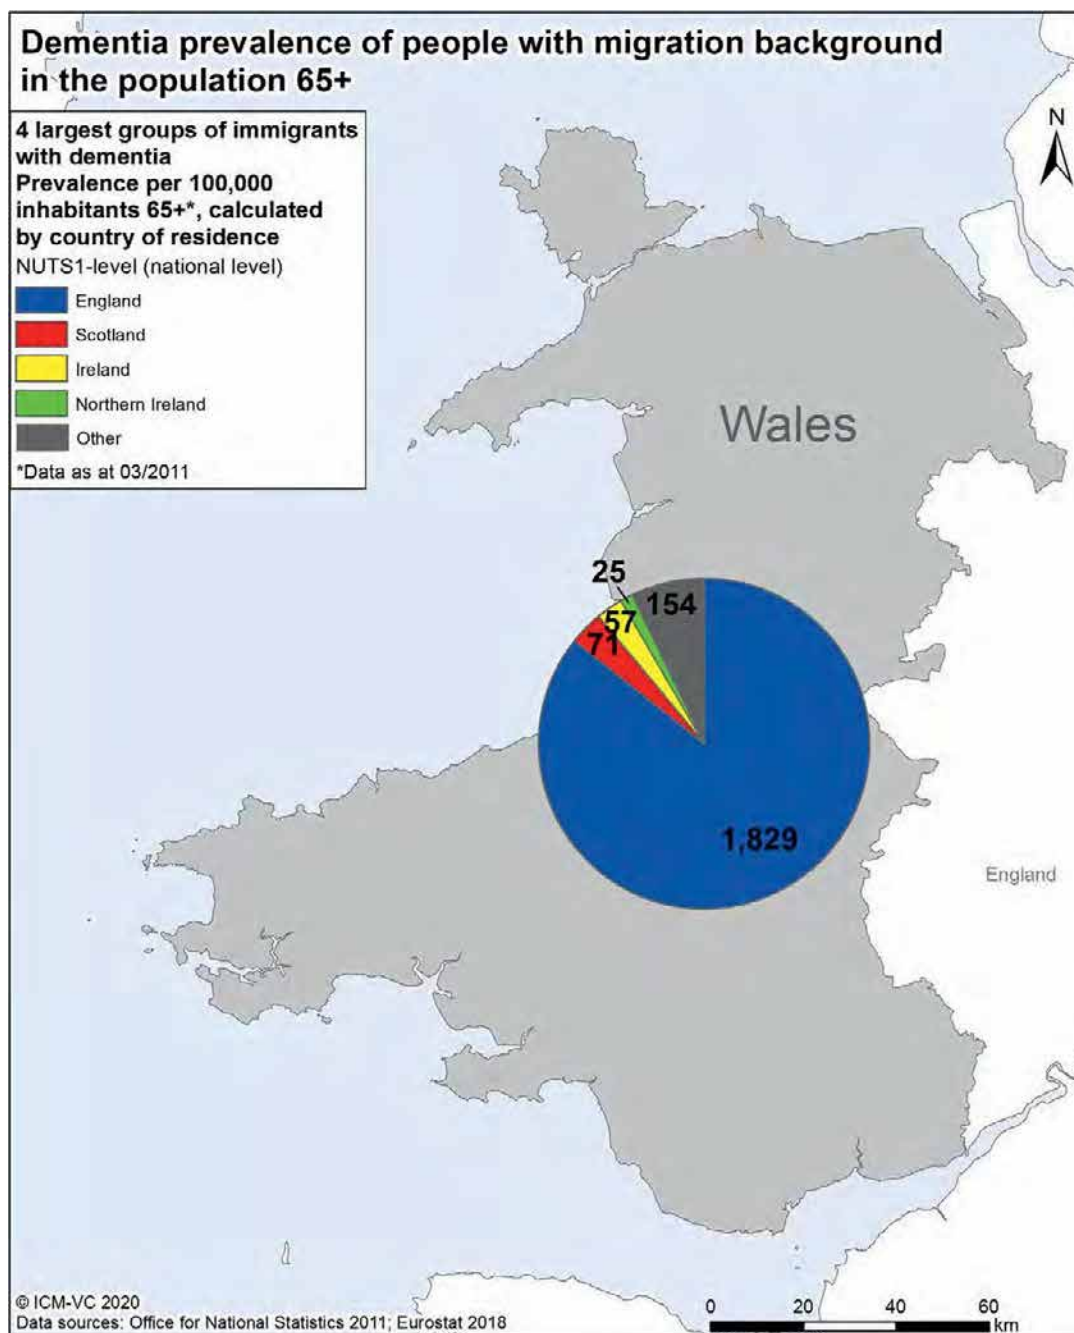 Dementia prevalence of people with migration background
in the population 65+
4 largest groups of immigrants
with dementia
Prevalence per 100,000
inhabitants 65+*, calculated
by country of residence
NUTS1-level (national level)
England
Scotland
Ireland
Northern Ireland
Other
*Data as at 03/2011
N
Wales
25
154
57
71
1,829
England
© ICM-VC 2020
Data sources: Office for National Statistics 2011; Eurostat 2018
0 20 40 60
km